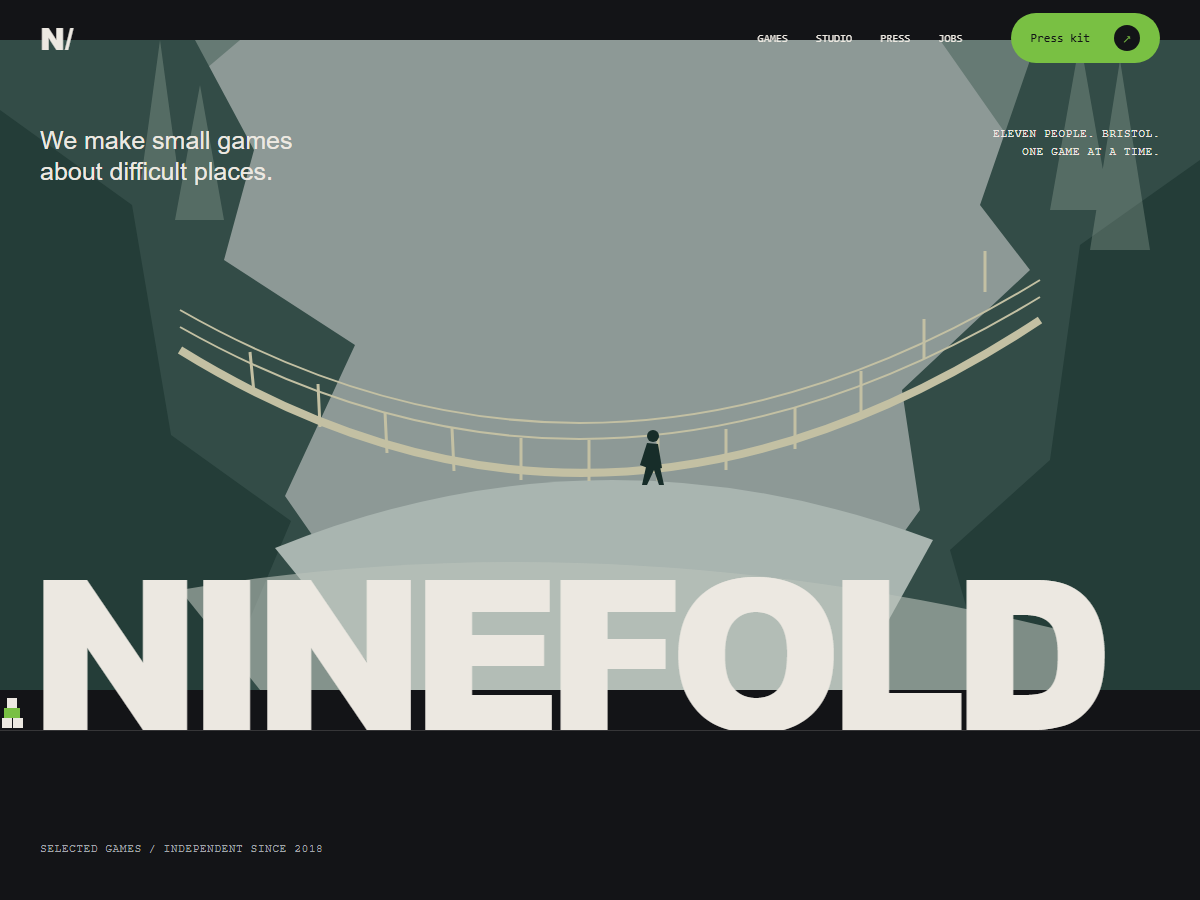 N/
GAMES STUDIO PRESS JOBS
Press kit ↗
We make small games
about difficult places.
ELEVEN PEOPLE. BRISTOL.
ONE GAME AT A TIME.
NINEFOLD
SELECTED GAMES / INDEPENDENT SINCE 2018